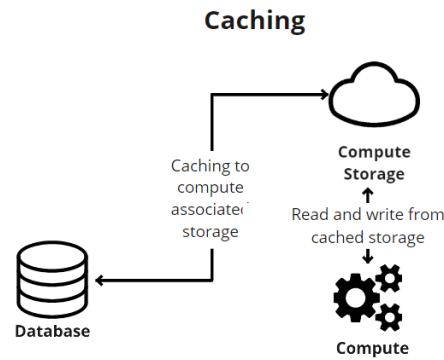 Caching
Compute
Storage
Caching to
compute
associated
storage
Read and write from
cached storage
Database
Compute